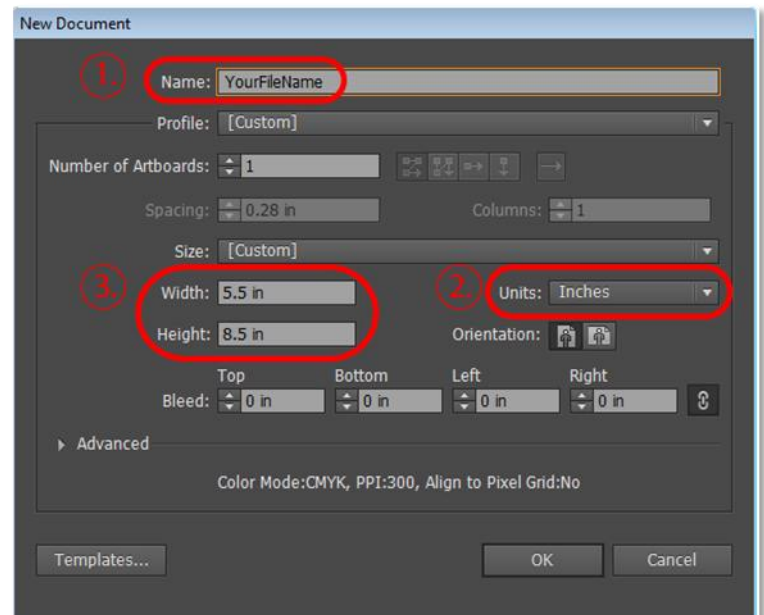 New Document
①. Name: YourFileName
Profile: [Custom]
Number of Artboards: 1
Spacing: 0.28 in Columns: 1
Size: [Custom]
③. Width: 5.5 in ②. Units: Inches
Height: 8.5 in Orientation:
Top Bottom Left Right
Bleed: 0 in 0 in 0 in 0 in
Advanced
Color Mode:CMYK, PPI:300, Align to Pixel Grid:No
Templates... OK Cancel